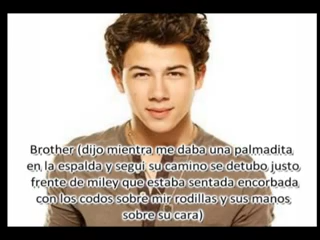 Brother (dijo mientra me daba una palmadita
en la espalda y segui su camino se detubo justo
frente de miley que estaba sentada encorbada
con los codos sobre mir rodillas y sus manos
sobre su cara)